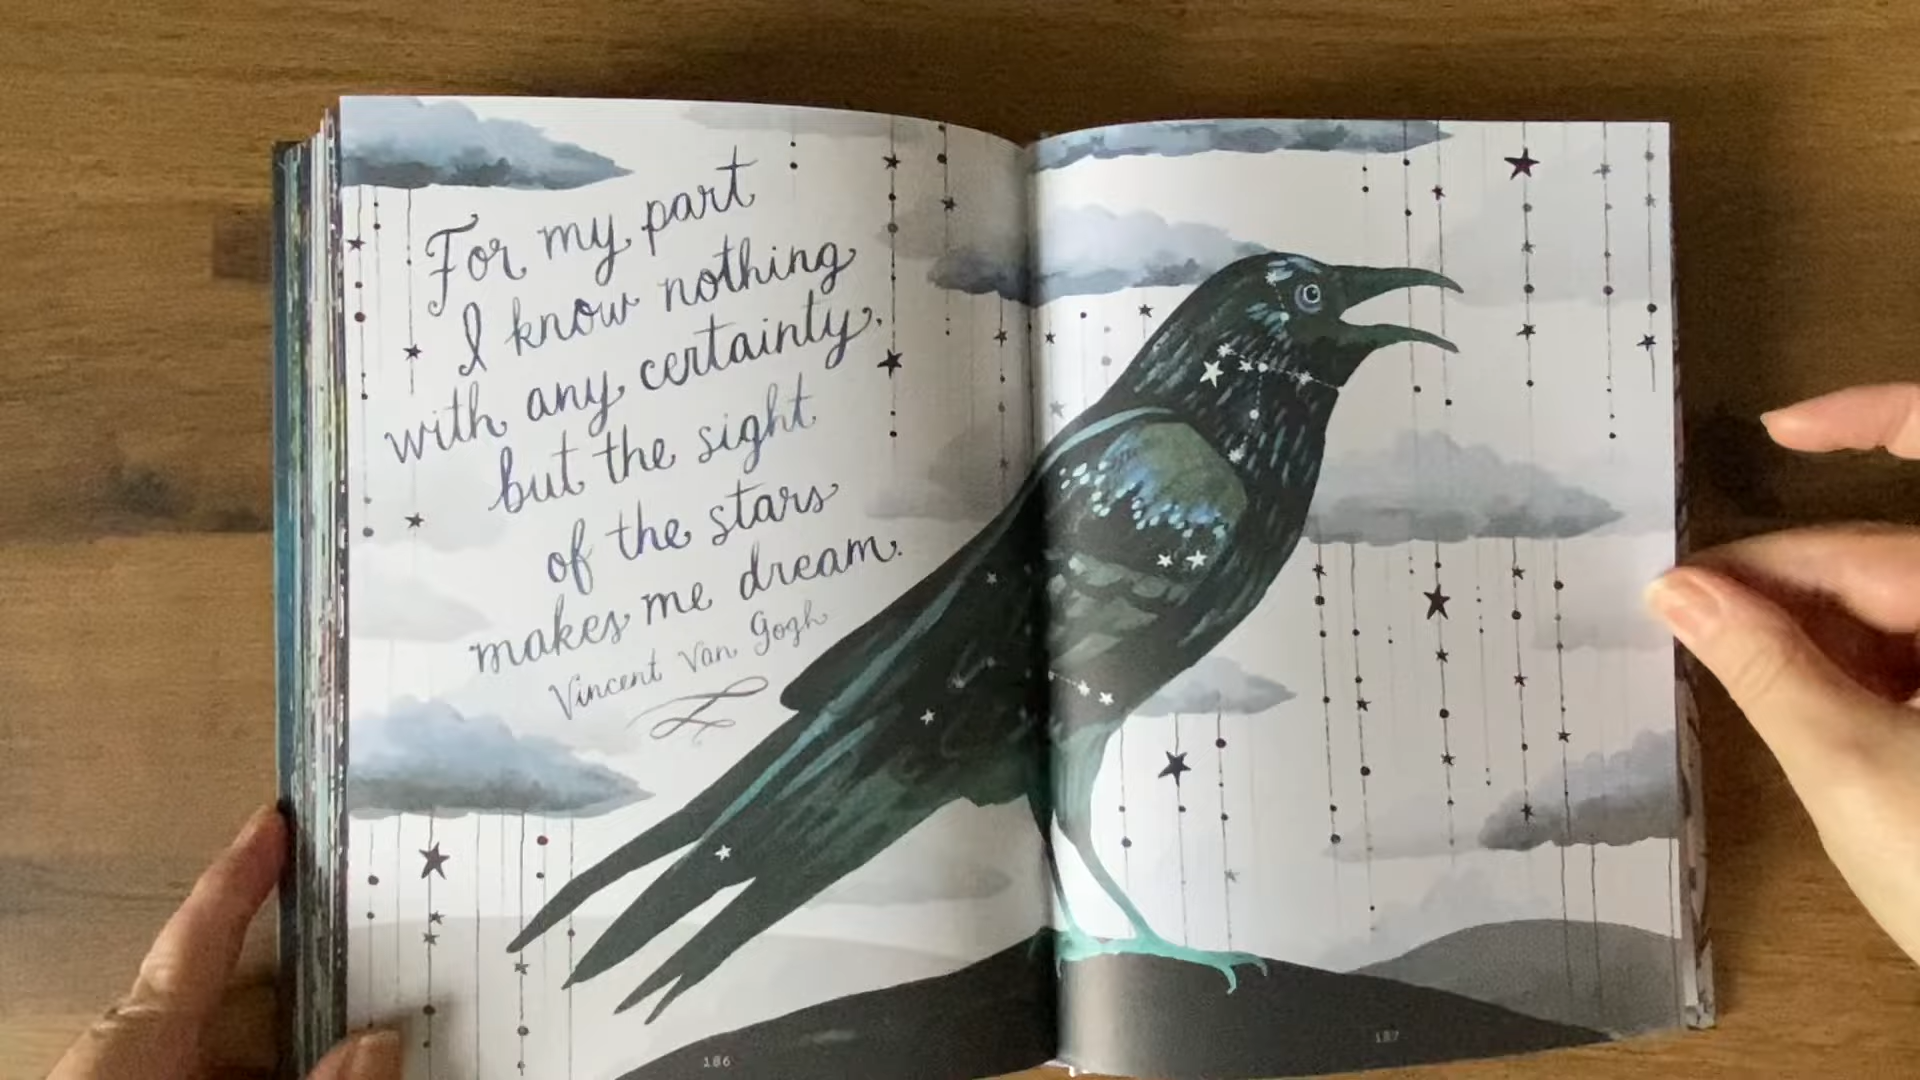 For my part
I know nothing
with any certainty,
but the sight
of the stars
makes me dream.
Vincent Van Gogh
186
187